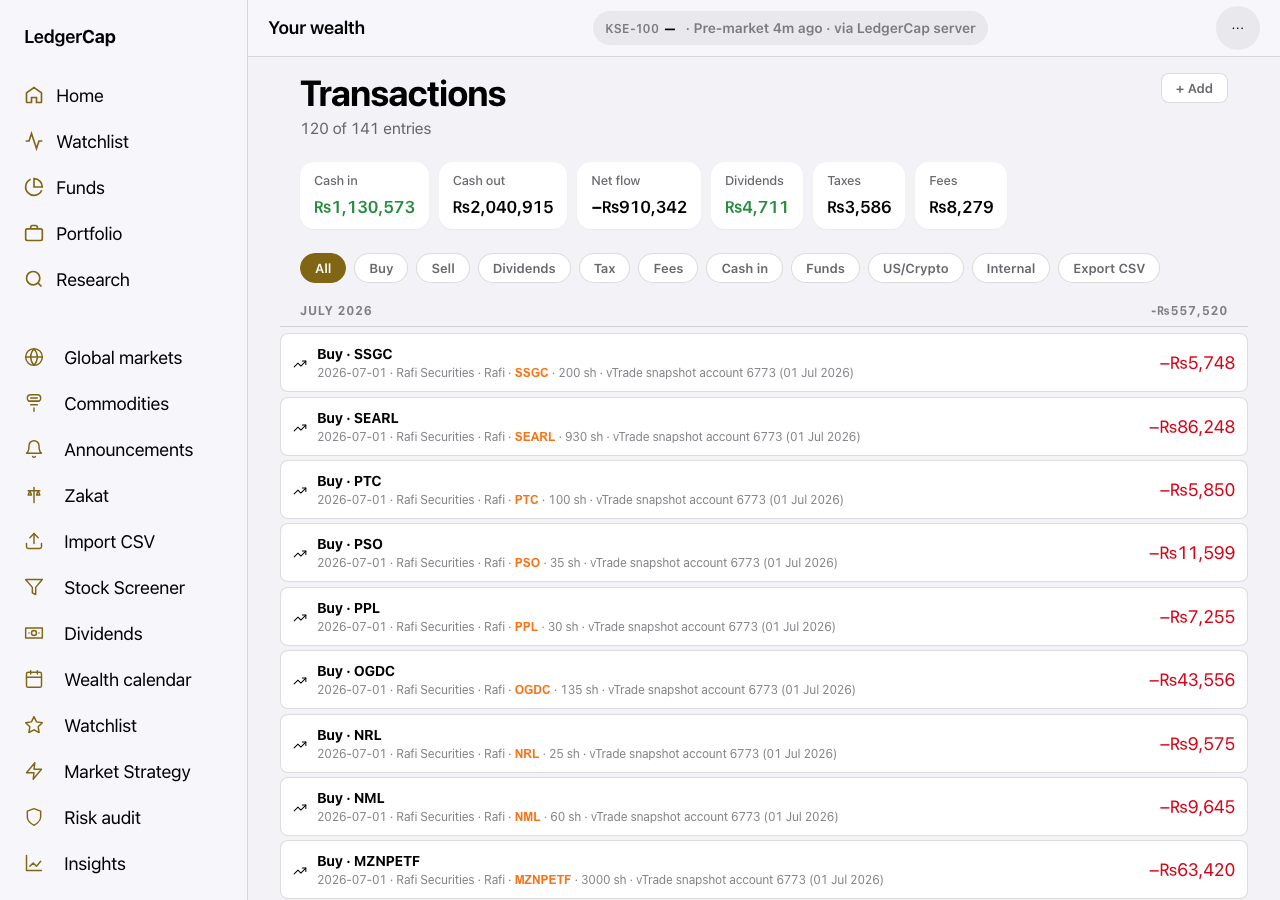 LedgerCap
Home
Watchlist
Funds
Portfolio
Research
Global markets
Commodities
Announcements
Zakat
Import CSV
Stock Screener
Dividends
Wealth calendar
Watchlist
Market Strategy
Risk audit
Insights
Your wealth
KSE-100 — · Pre-market 4m ago · via LedgerCap server
...
Transactions
+ Add
120 of 141 entries
Cash in
₨1,130,573
Cash out
₨2,040,915
Net flow
−₨910,342
Dividends
₨4,711
Taxes
₨3,586
Fees
₨8,279
All
Buy
Sell
Dividends
Tax
Fees
Cash in
Funds
US/Crypto
Internal
Export CSV
JULY 2026 -₨557,520
Buy · SSGC
2026-07-01 · Rafi Securities · Rafi · SSGC · 200 sh · vTrade snapshot account 6773 (01 Jul 2026)
−₨5,748
Buy · SEARL
2026-07-01 · Rafi Securities · Rafi · SEARL · 930 sh · vTrade snapshot account 6773 (01 Jul 2026)
−₨86,248
Buy · PTC
2026-07-01 · Rafi Securities · Rafi · PTC · 100 sh · vTrade snapshot account 6773 (01 Jul 2026)
−₨5,850
Buy · PSO
2026-07-01 · Rafi Securities · Rafi · PSO · 35 sh · vTrade snapshot account 6773 (01 Jul 2026)
−₨11,599
Buy · PPL
2026-07-01 · Rafi Securities · Rafi · PPL · 30 sh · vTrade snapshot account 6773 (01 Jul 2026)
−₨7,255
Buy · OGDC
2026-07-01 · Rafi Securities · Rafi · OGDC · 135 sh · vTrade snapshot account 6773 (01 Jul 2026)
−₨43,556
Buy · NRL
2026-07-01 · Rafi Securities · Rafi · NRL · 25 sh · vTrade snapshot account 6773 (01 Jul 2026)
−₨9,575
Buy · NML
2026-07-01 · Rafi Securities · Rafi · NML · 60 sh · vTrade snapshot account 6773 (01 Jul 2026)
−₨9,645
Buy · MZNPETF
2026-07-01 · Rafi Securities · Rafi · MZNPETF · 3000 sh · vTrade snapshot account 6773 (01 Jul 2026)
−₨63,420